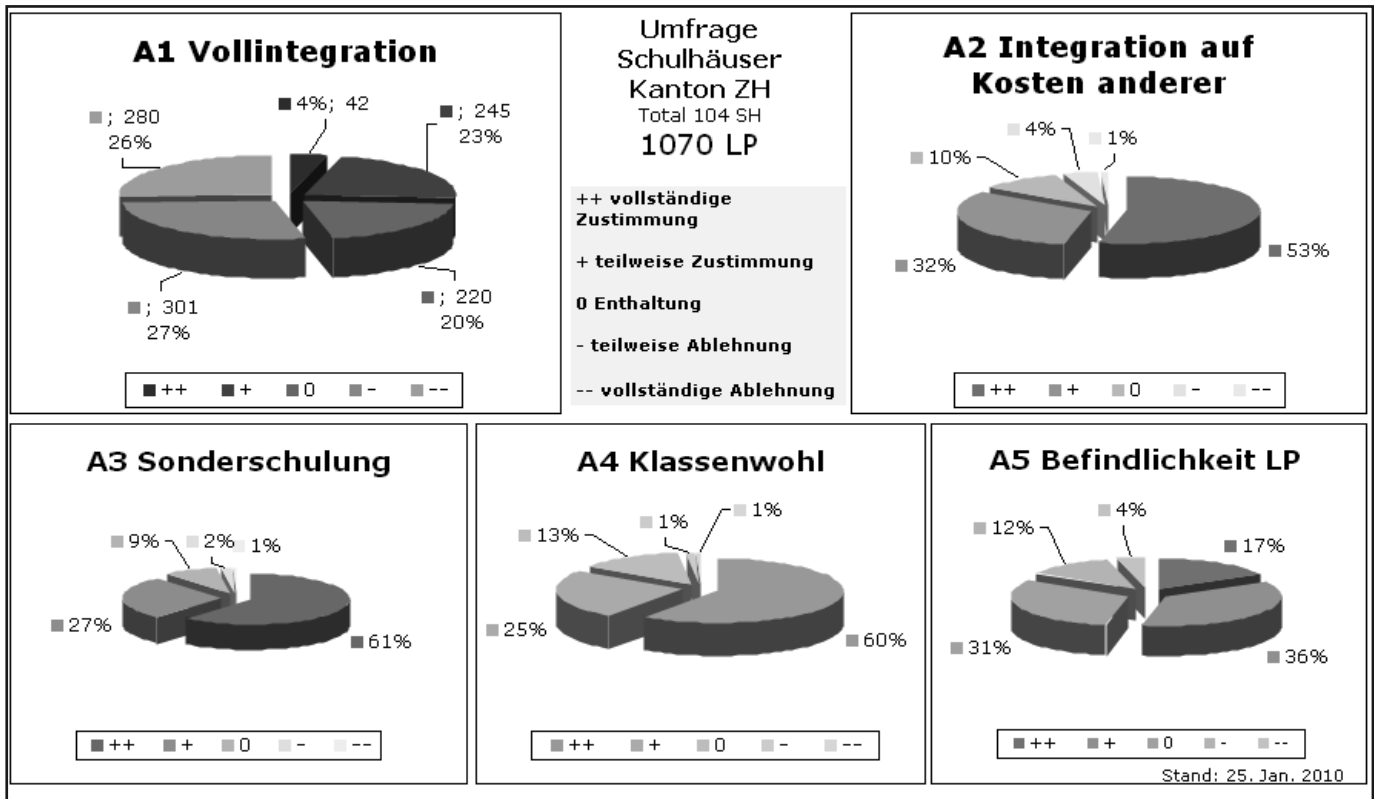 A1 Vollintegration
4%; 42
; 245
23%
; 220
20%
; 301
27%
; 280
26%
++ + 0 - --
Umfrage
Schulhäuser
Kanton ZH
Total 104 SH
1070 LP
++ vollständige
Zustimmung
+ teilweise Zustimmung
0 Enthaltung
- teilweise Ablehnung
-- vollständige Ablehnung
A2 Integration auf
Kosten anderer
4%
1%
10%
53%
32%
++ + 0 - --
A3 Sonderschulung
9%
2%
1%
27%
61%
++ + 0 - --
A4 Klassenwohl
13%
1%
1%
25%
60%
++ + 0 - --
A5 Befindlichkeit LP
12%
4%
17%
31%
36%
++ + 0 - --
Stand: 25. Jan. 2010